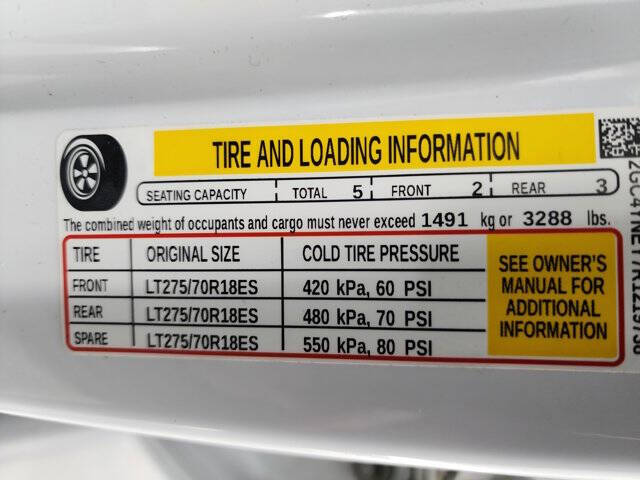 TIRE AND LOADING INFORMATION
SEATING CAPACITY TOTAL 5 FRONT 2 REAR 3
The combined weight of occupants and cargo must never exceed 1491 kg or 3288 lbs.
TIRE ORIGINAL SIZE COLD TIRE PRESSURE
FRONT LT275/70R18ES 420 kPa, 60 PSI
REAR LT275/70R18ES 480 kPa, 70 PSI
SPARE LT275/70R18ES 550 kPa, 80 PSI
SEE OWNER'S
MANUAL FOR
ADDITIONAL
INFORMATION